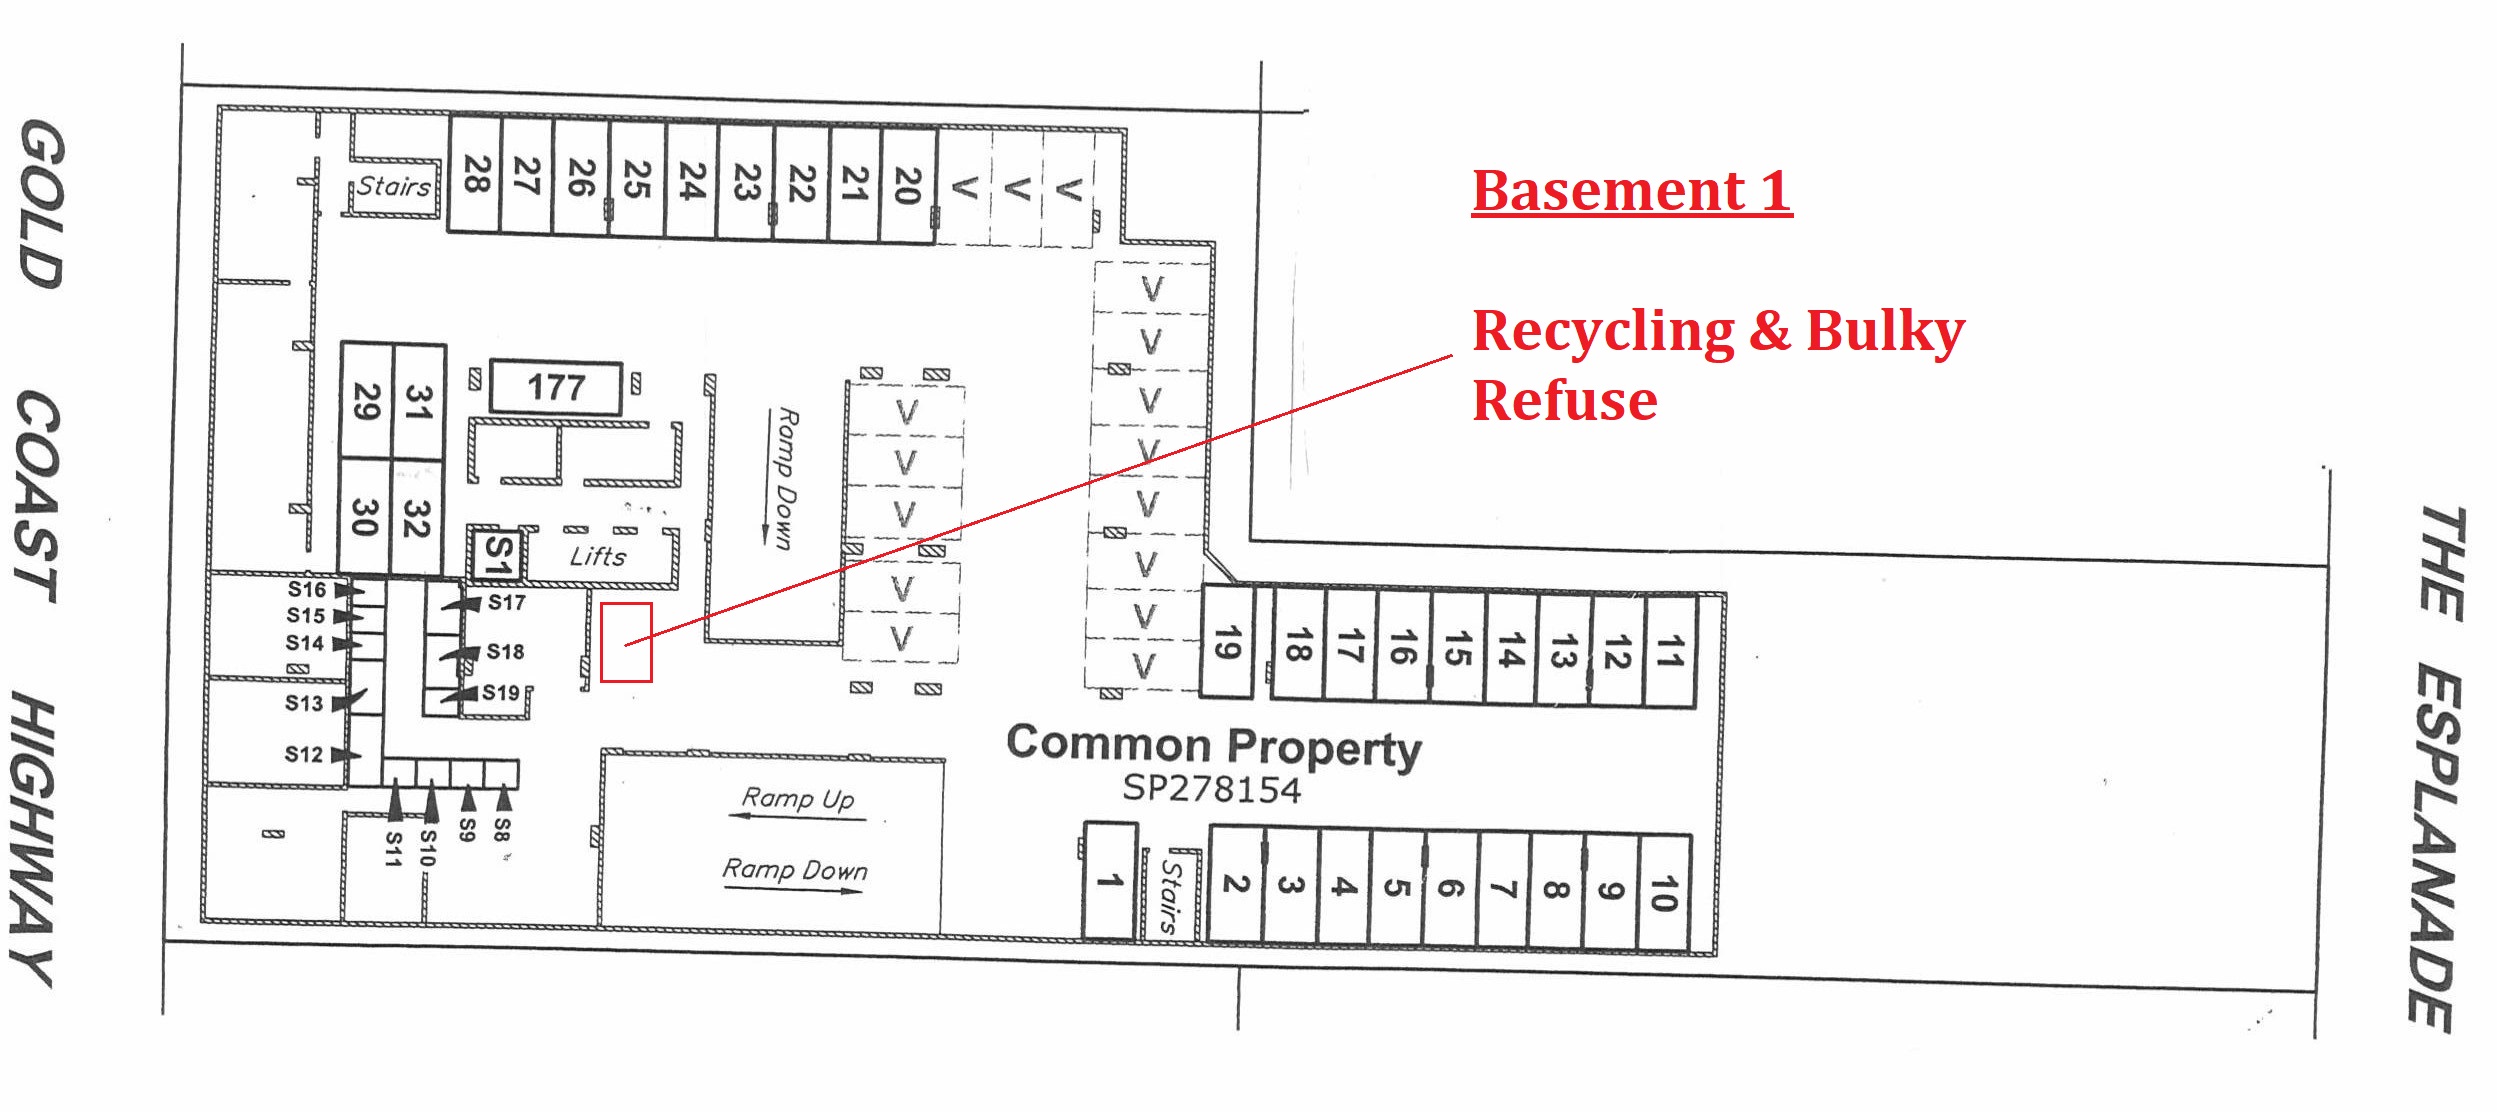 GOLD COAST HIGHWAY
Basement 1
Recycling & Bulky
Refuse
Stairs
28
27
26
25
24
23
22
21
20
V
V
V
V
V
V
V
V
V
V
V
29
31
30
32
177
Ramp Down
V
V
V
V
V
S1
Lifts
S16
S15
S14
S13
S12
S17
S18
S19
S11
S10
S9
S8
19
18
17
16
15
14
13
12
11
Common Property
SP278154
Ramp Up
Ramp Down
1
Stairs
2
3
4
5
6
7
8
9
10
THE ESPLANADE